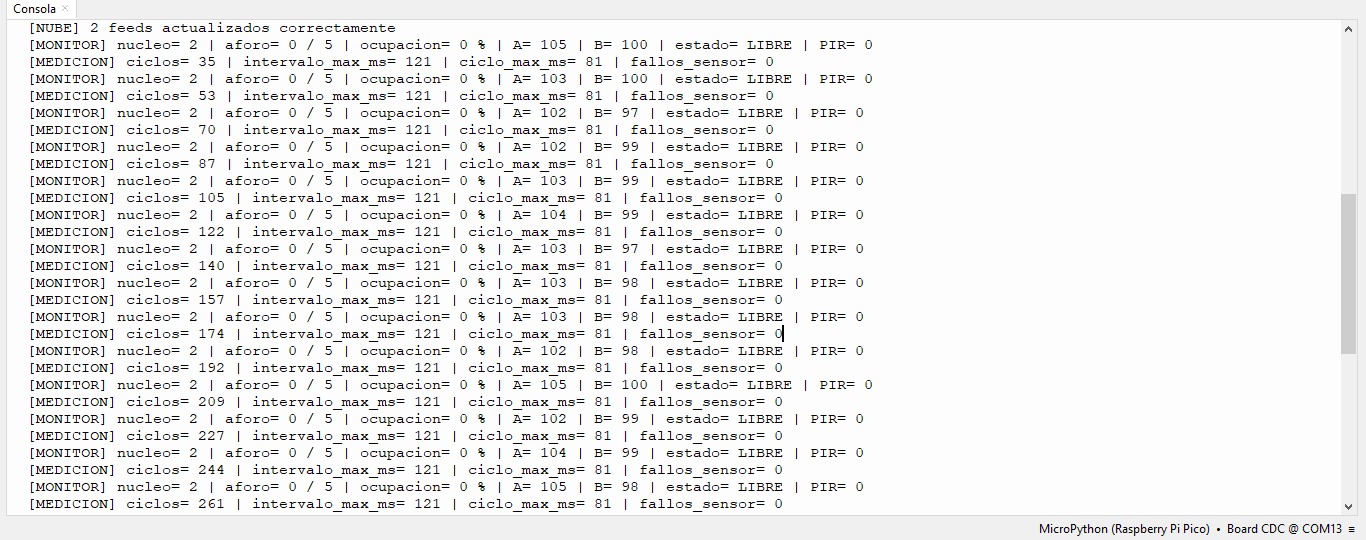 Consola
[NUBE] 2 feeds actualizados correctamente
[MONITOR] nucleo= 2 | aforo= 0 / 5 | ocupacion= 0 % | A= 105 | B= 100 | estado= LIBRE | PIR= 0
[MEDICION] ciclos= 35 | intervalo_max_ms= 121 | ciclo_max_ms= 81 | fallos_sensor= 0
[MONITOR] nucleo= 2 | aforo= 0 / 5 | ocupacion= 0 % | A= 103 | B= 100 | estado= LIBRE | PIR= 0
[MEDICION] ciclos= 53 | intervalo_max_ms= 121 | ciclo_max_ms= 81 | fallos_sensor= 0
[MONITOR] nucleo= 2 | aforo= 0 / 5 | ocupacion= 0 % | A= 102 | B= 97 | estado= LIBRE | PIR= 0
[MEDICION] ciclos= 70 | intervalo_max_ms= 121 | ciclo_max_ms= 81 | fallos_sensor= 0
[MONITOR] nucleo= 2 | aforo= 0 / 5 | ocupacion= 0 % | A= 102 | B= 99 | estado= LIBRE | PIR= 0
[MEDICION] ciclos= 87 | intervalo_max_ms= 121 | ciclo_max_ms= 81 | fallos_sensor= 0
[MONITOR] nucleo= 2 | aforo= 0 / 5 | ocupacion= 0 % | A= 103 | B= 99 | estado= LIBRE | PIR= 0
[MEDICION] ciclos= 105 | intervalo_max_ms= 121 | ciclo_max_ms= 81 | fallos_sensor= 0
[MONITOR] nucleo= 2 | aforo= 0 / 5 | ocupacion= 0 % | A= 104 | B= 99 | estado= LIBRE | PIR= 0
[MEDICION] ciclos= 122 | intervalo_max_ms= 121 | ciclo_max_ms= 81 | fallos_sensor= 0
[MONITOR] nucleo= 2 | aforo= 0 / 5 | ocupacion= 0 % | A= 103 | B= 97 | estado= LIBRE | PIR= 0
[MEDICION] ciclos= 140 | intervalo_max_ms= 121 | ciclo_max_ms= 81 | fallos_sensor= 0
[MONITOR] nucleo= 2 | aforo= 0 / 5 | ocupacion= 0 % | A= 103 | B= 98 | estado= LIBRE | PIR= 0
[MEDICION] ciclos= 157 | intervalo_max_ms= 121 | ciclo_max_ms= 81 | fallos_sensor= 0
[MONITOR] nucleo= 2 | aforo= 0 / 5 | ocupacion= 0 % | A= 103 | B= 98 | estado= LIBRE | PIR= 0
[MEDICION] ciclos= 174 | intervalo_max_ms= 121 | ciclo_max_ms= 81 | fallos_sensor= 0
[MONITOR] nucleo= 2 | aforo= 0 / 5 | ocupacion= 0 % | A= 102 | B= 98 | estado= LIBRE | PIR= 0
[MEDICION] ciclos= 192 | intervalo_max_ms= 121 | ciclo_max_ms= 81 | fallos_sensor= 0
[MONITOR] nucleo= 2 | aforo= 0 / 5 | ocupacion= 0 % | A= 105 | B= 100 | estado= LIBRE | PIR= 0
[MEDICION] ciclos= 209 | intervalo_max_ms= 121 | ciclo_max_ms= 81 | fallos_sensor= 0
[MONITOR] nucleo= 2 | aforo= 0 / 5 | ocupacion= 0 % | A= 102 | B= 99 | estado= LIBRE | PIR= 0
[MEDICION] ciclos= 227 | intervalo_max_ms= 121 | ciclo_max_ms= 81 | fallos_sensor= 0
[MONITOR] nucleo= 2 | aforo= 0 / 5 | ocupacion= 0 % | A= 104 | B= 99 | estado= LIBRE | PIR= 0
[MEDICION] ciclos= 244 | intervalo_max_ms= 121 | ciclo_max_ms= 81 | fallos_sensor= 0
[MONITOR] nucleo= 2 | aforo= 0 / 5 | ocupacion= 0 % | A= 105 | B= 98 | estado= LIBRE | PIR= 0
[MEDICION] ciclos= 261 | intervalo_max_ms= 121 | ciclo_max_ms= 81 | fallos_sensor= 0
MicroPython (Raspberry Pi Pico) • Board CDC @ COM13 ≡